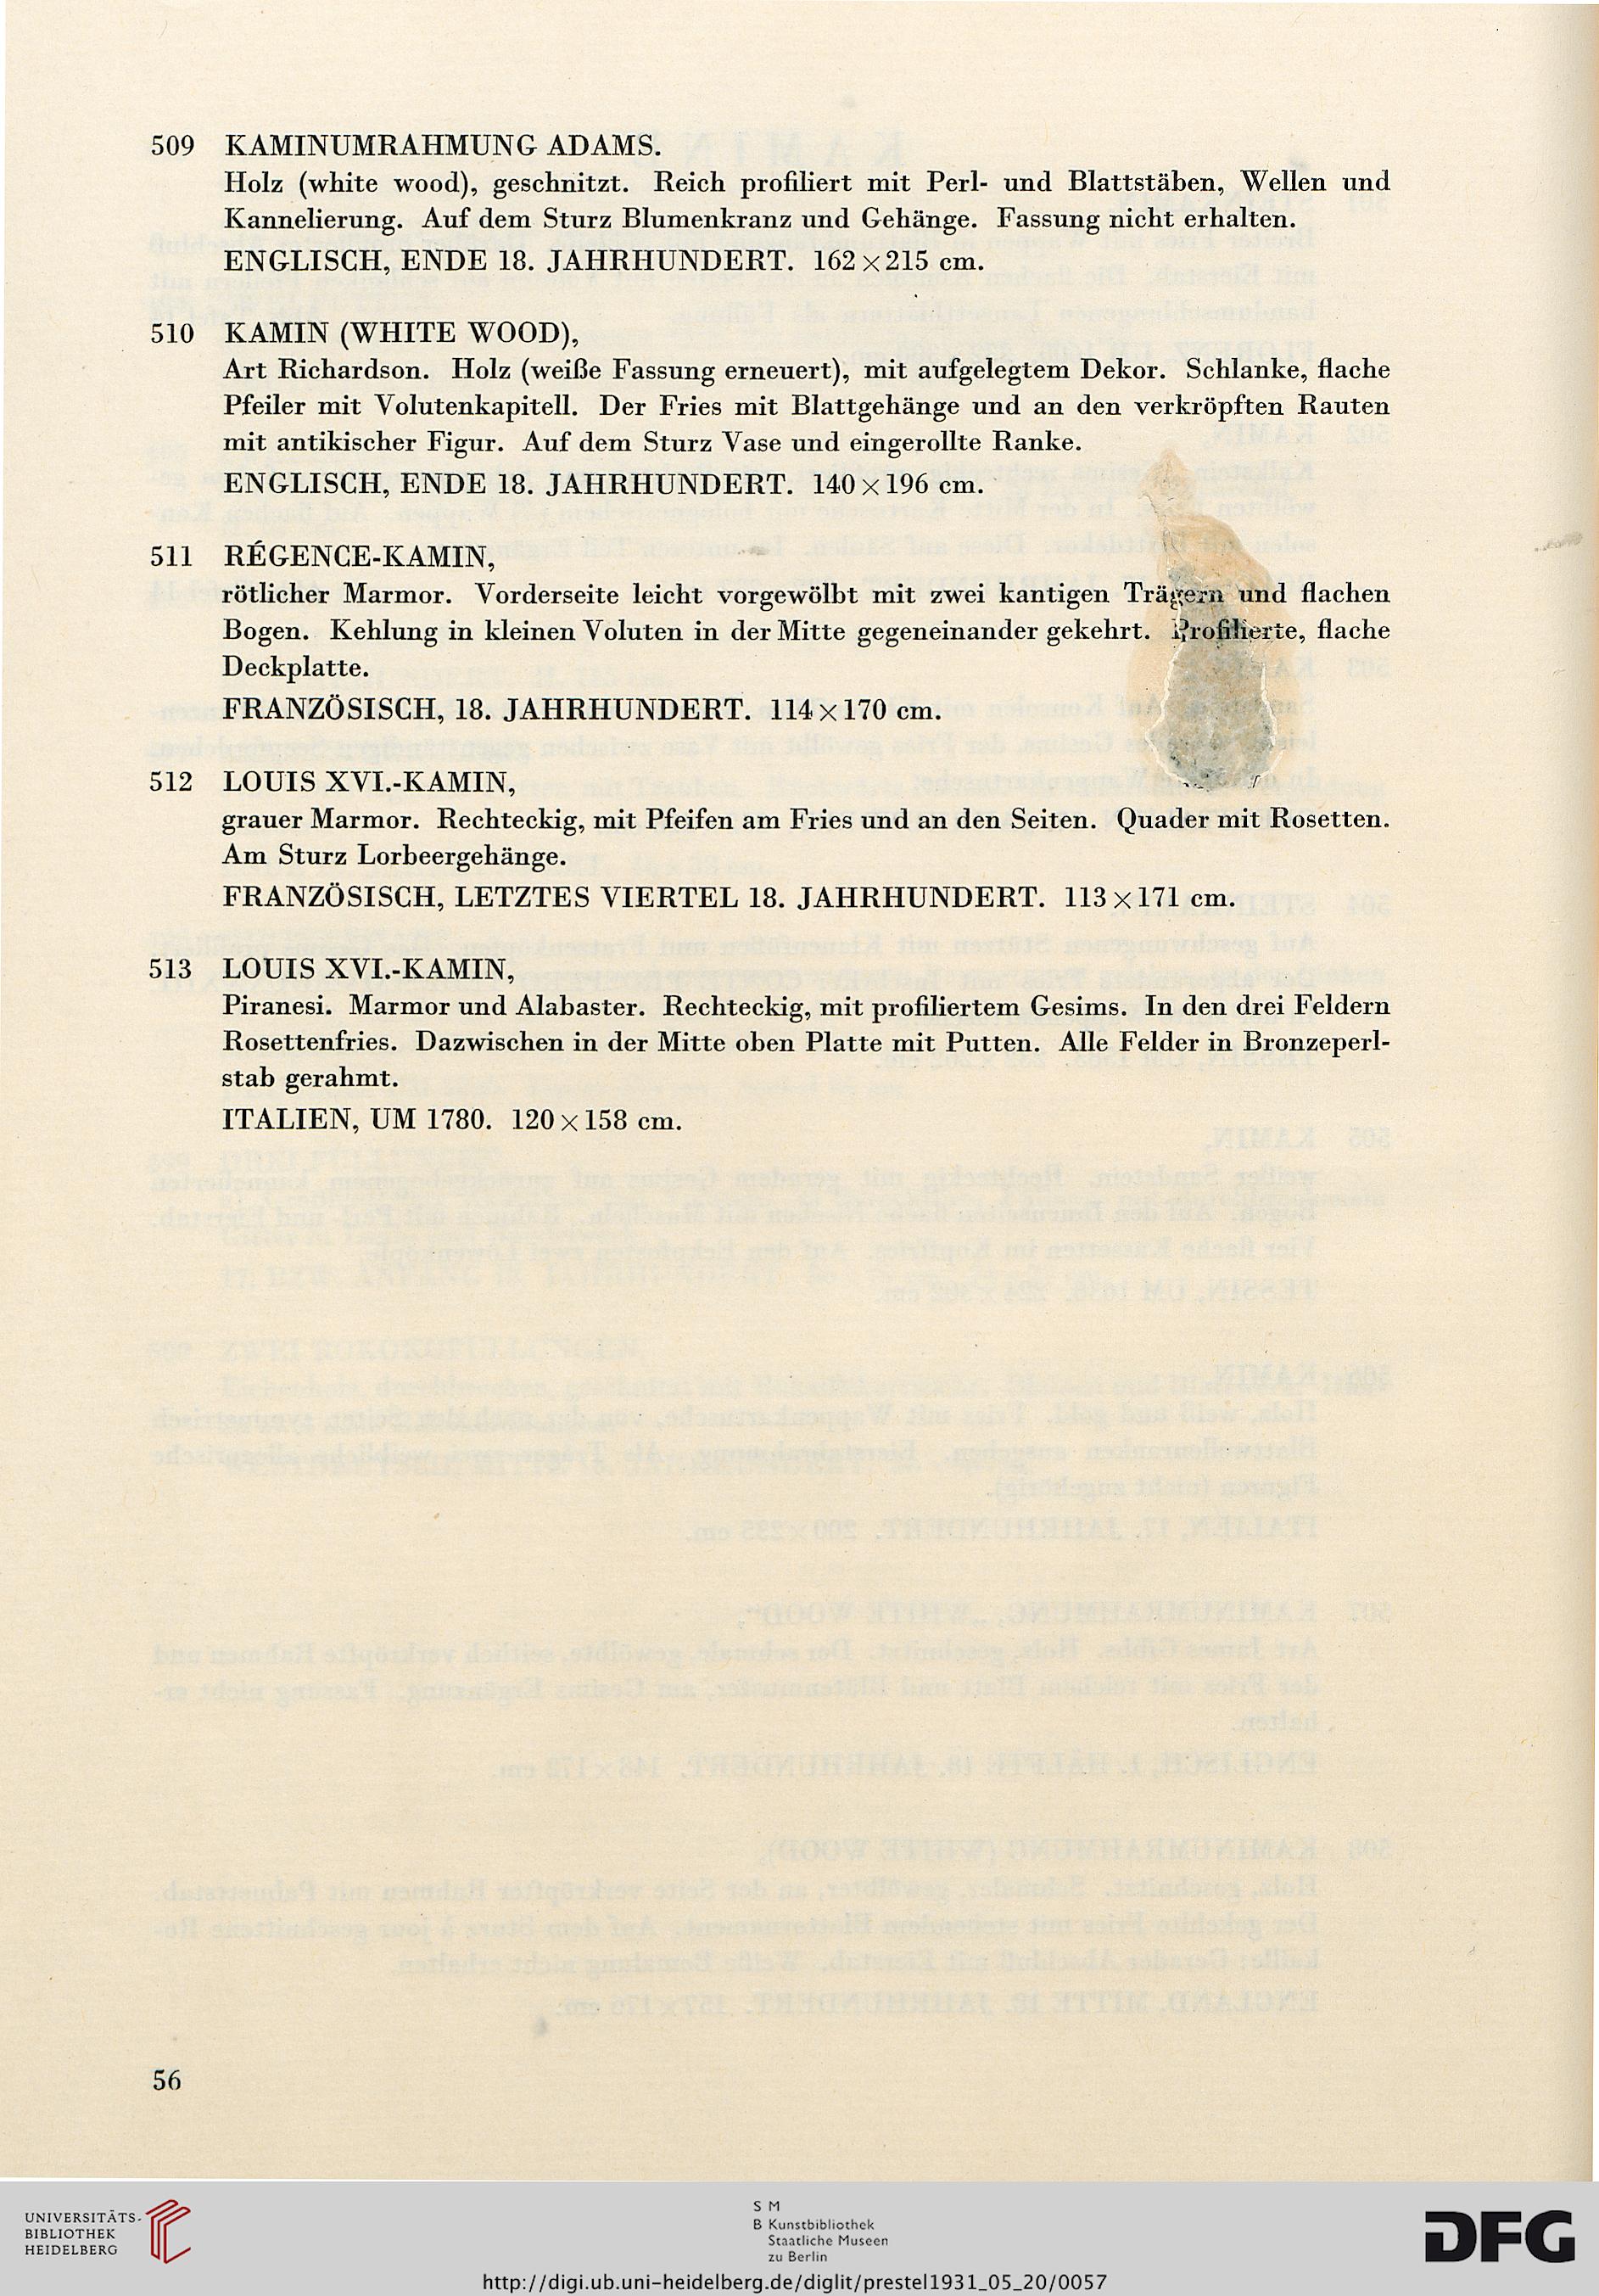 509 KAMINUMRAHMUNG ADAMS.
Holz (white wood), geschnitzt. Reich profiliert mit Perl- und Blattstäben, Wellen und
Kannelierung. Auf dem Sturz Blumenkranz und Gehänge. Fassung nicht erhalten.
ENGLISCH, ENDE 18. JAHRHUNDERT. 162×215 cm.
510 KAMIN (WHITE WOOD),
Art Richardson. Holz (weiße Fassung erneuert), mit aufgelegtem Dekor. Schlanke, flache
Pfeiler mit Volutenkapitell. Der Fries mit Blattgehänge und an den verkröpften Rauten
mit antikischer Figur. Auf dem Sturz Vase und eingerollte Ranke.
ENGLISCH, ENDE 18. JAHRHUNDERT. 140×196 cm.
511 RÉGENCE-KAMIN,
rötlicher Marmor. Vorderseite leicht vorgewölbt mit zwei kantigen Trägern und flachen
Bogen. Kehlung in kleinen Voluten in der Mitte gegeneinander gekehrt. Profilierte, flache
Deckplatte.
FRANZÖSISCH, 18. JAHRHUNDERT. 114×170 cm.
512 LOUIS XVI.-KAMIN,
grauer Marmor. Rechteckig, mit Pfeifen am Fries und an den Seiten. Quader mit Rosetten.
Am Sturz Lorbeergehänge.
FRANZÖSISCH, LETZTES VIERTEL 18. JAHRHUNDERT. 113×171 cm.
513 LOUIS XVI.-KAMIN,
Piranesi. Marmor und Alabaster. Rechteckig, mit profiliertem Gesims. In den drei Feldern
Rosettenfries. Dazwischen in der Mitte oben Platte mit Putten. Alle Felder in Bronzeperl-
stab gerahmt.
ITALIEN, UM 1780. 120×158 cm.
56
UNIVERSITÄTS-
BIBLIOTHEK
HEIDELBERG
S M
B Kunstbibliothek
Staatliche Museen
zu Berlin
DFG
http://digi.ub.uni-heidelberg.de/diglit/prestel1931_05_20/0057